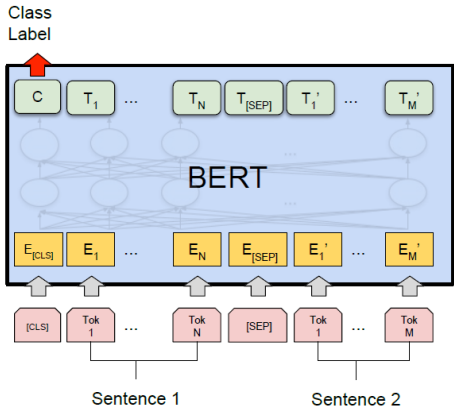 Class
Label
C T1 ... TN T[SEP] T1' ... TM'
...
BERT
...
E[CLS] E1 ... EN E[SEP] E1' ... EM'
[CLS] Tok 1 ... Tok N [SEP] Tok 1 ... Tok M
Sentence 1 Sentence 2